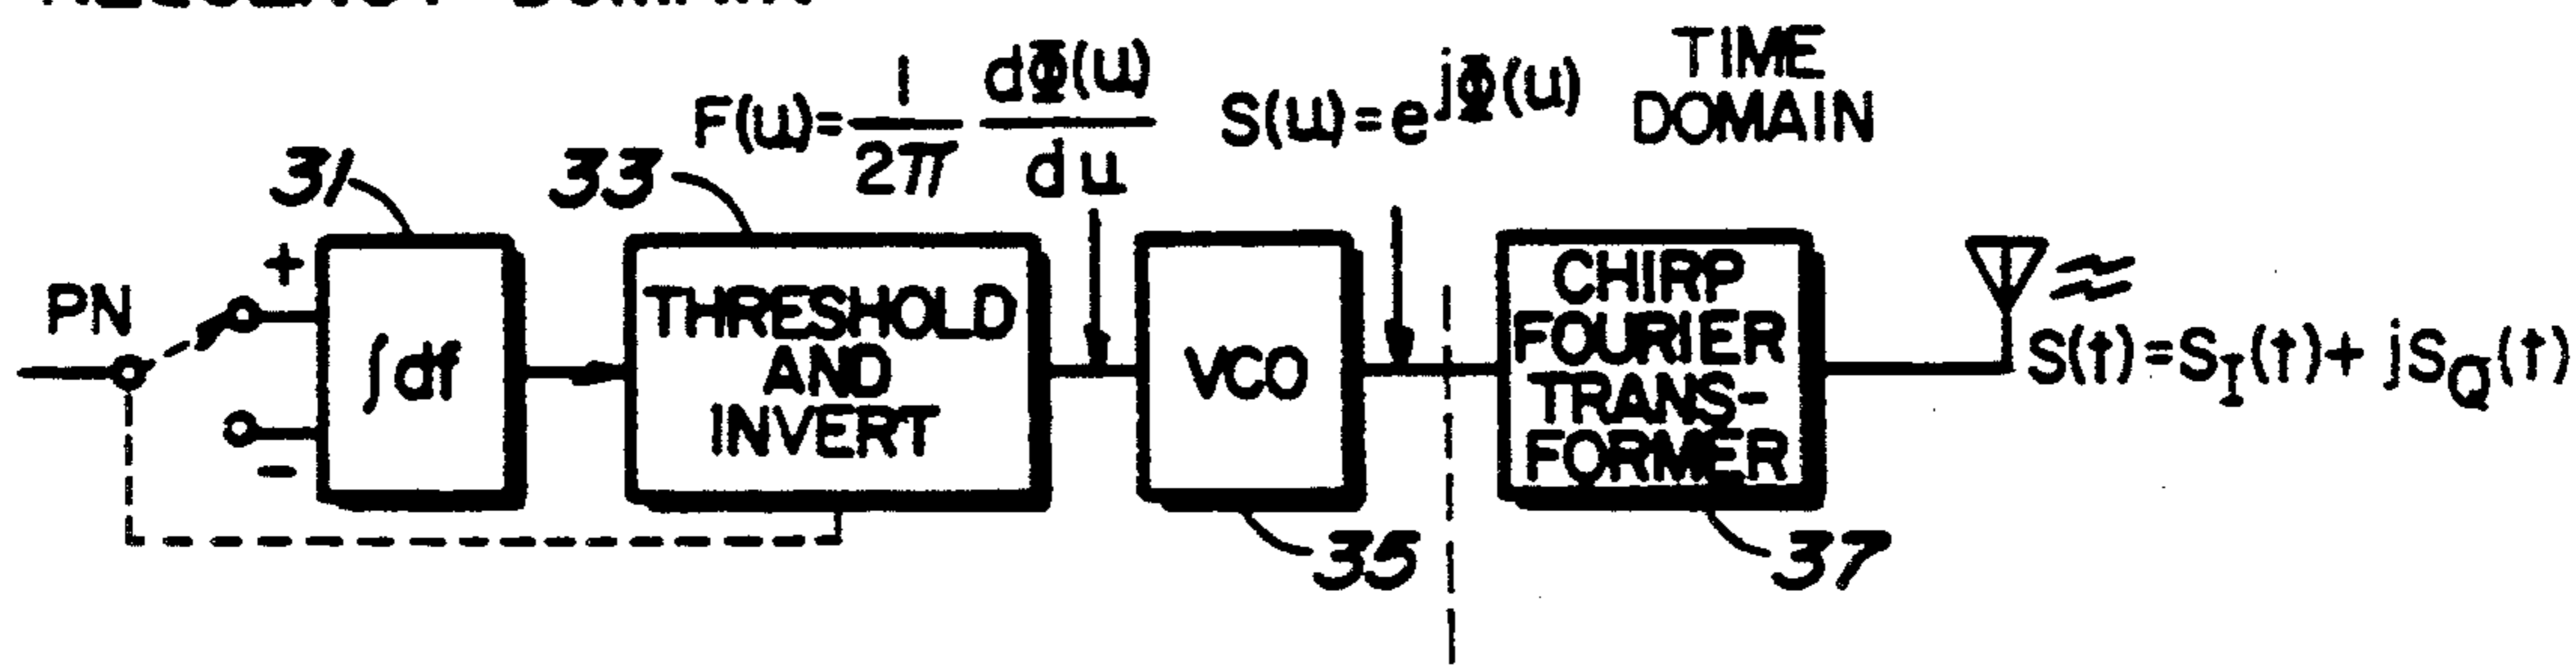 F(u)=1/2π dΦ(u)/du
S(u)=e^jΦ(u)
TIME
DOMAIN
31
33
PN
+
-
∫df
THRESHOLD
AND
INVERT
VCO
CHIRP
FOURIER
TRANS-
FORMER
S(t)=S_I(t)+ jS_Q(t)
35
37